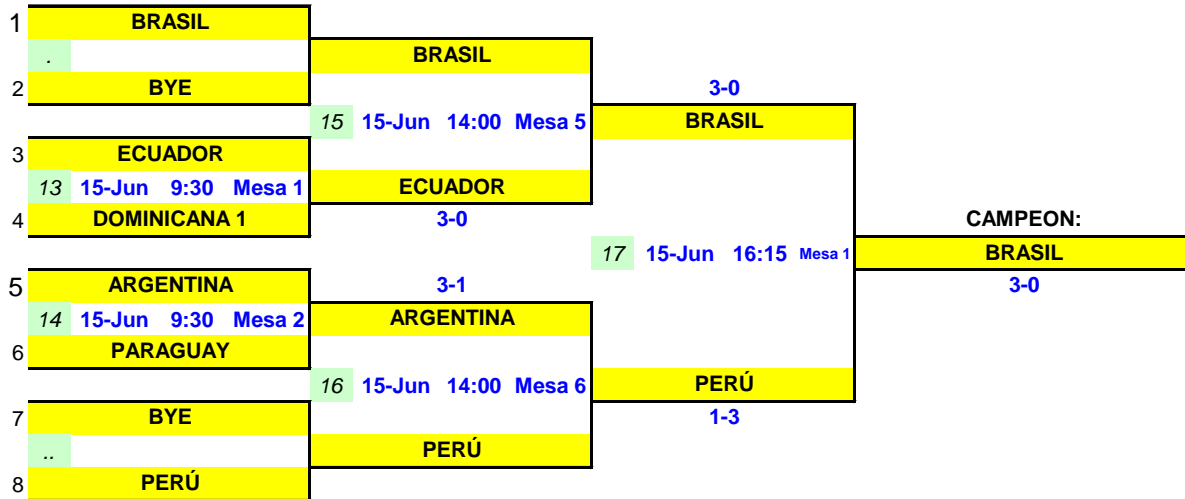 1 BRASIL
. BRASIL
2 BYE 3-0
15 15-Jun 14:00 Mesa 5 BRASIL
3 ECUADOR
13 15-Jun 9:30 Mesa 1 ECUADOR
4 DOMINICANA 1 3-0 CAMPEON:
17 15-Jun 16:15 Mesa 1 BRASIL
5 ARGENTINA 3-1 3-0
14 15-Jun 9:30 Mesa 2 ARGENTINA
6 PARAGUAY
16 15-Jun 14:00 Mesa 6 PERÚ
7 BYE 1-3
.. PERÚ
8 PERÚ